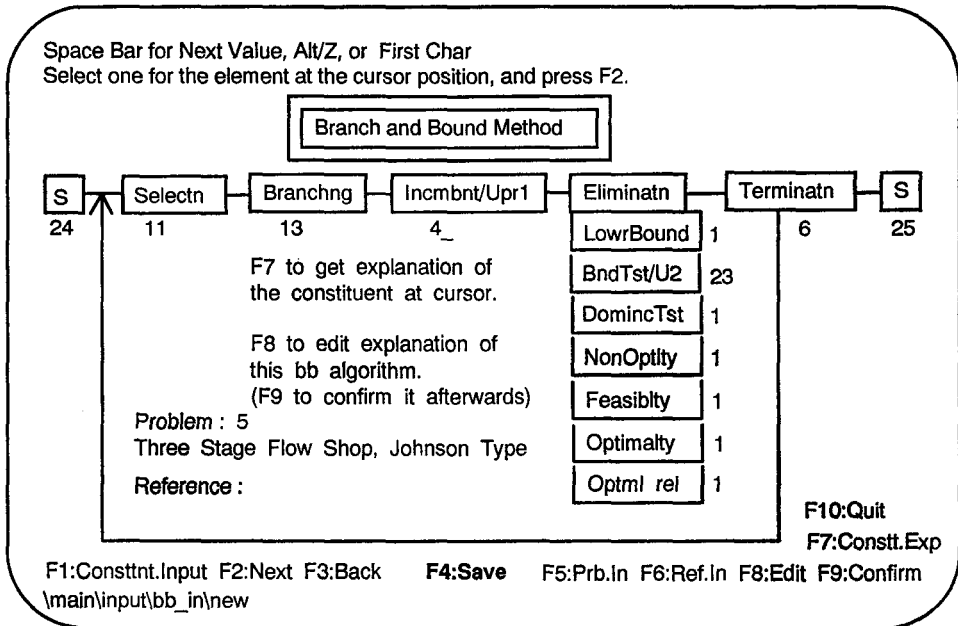 Space Bar for Next Value, Alt/Z, or First Char
Select one for the element at the cursor position, and press F2.
Branch and Bound Method
S Selectn Branchng Incmbnt/Upr1 Eliminatn Terminatn S
24 11 13 4_ 6 25
LowrBound 1
BndTst/U2 23
DomincTst 1
NonOptlty 1
Feasiblty 1
Optimalty 1
Optml rel 1
F7 to get explanation of
the constituent at cursor.
F8 to edit explanation of
this bb algorithm.
(F9 to confirm it afterwards)
Problem : 5
Three Stage Flow Shop, Johnson Type
Reference :
F10:Quit
F7:Constt.Exp
F1:Consttnt.Input F2:Next F3:Back F4:Save F5:Prb.In F6:Ref.In F8:Edit F9:Confirm
\main\input\bb_in\new